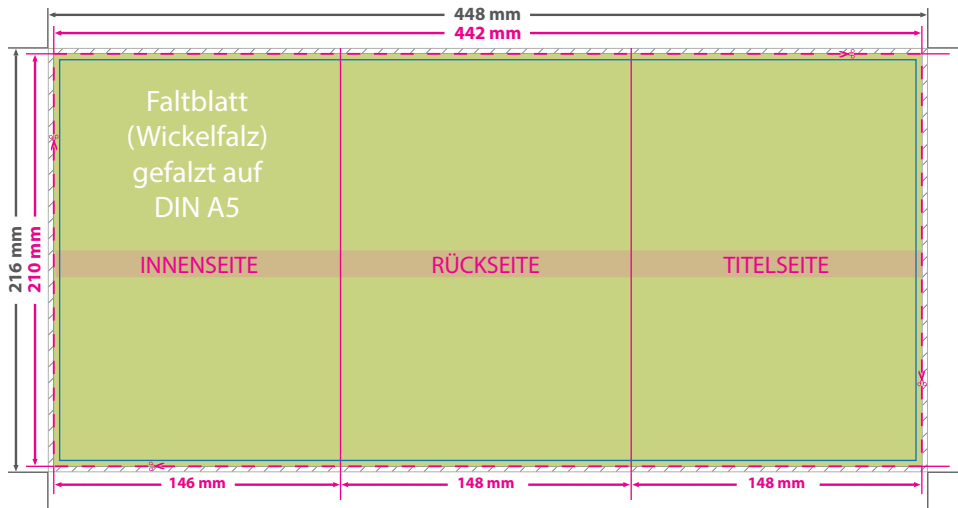 448 mm
442 mm
Faltblatt
(Wickelfalz)
gefalzt auf
DIN A5
216 mm
210 mm
INNENSEITE
RÜCKSEITE
TITELSEITE
146 mm
148 mm
148 mm